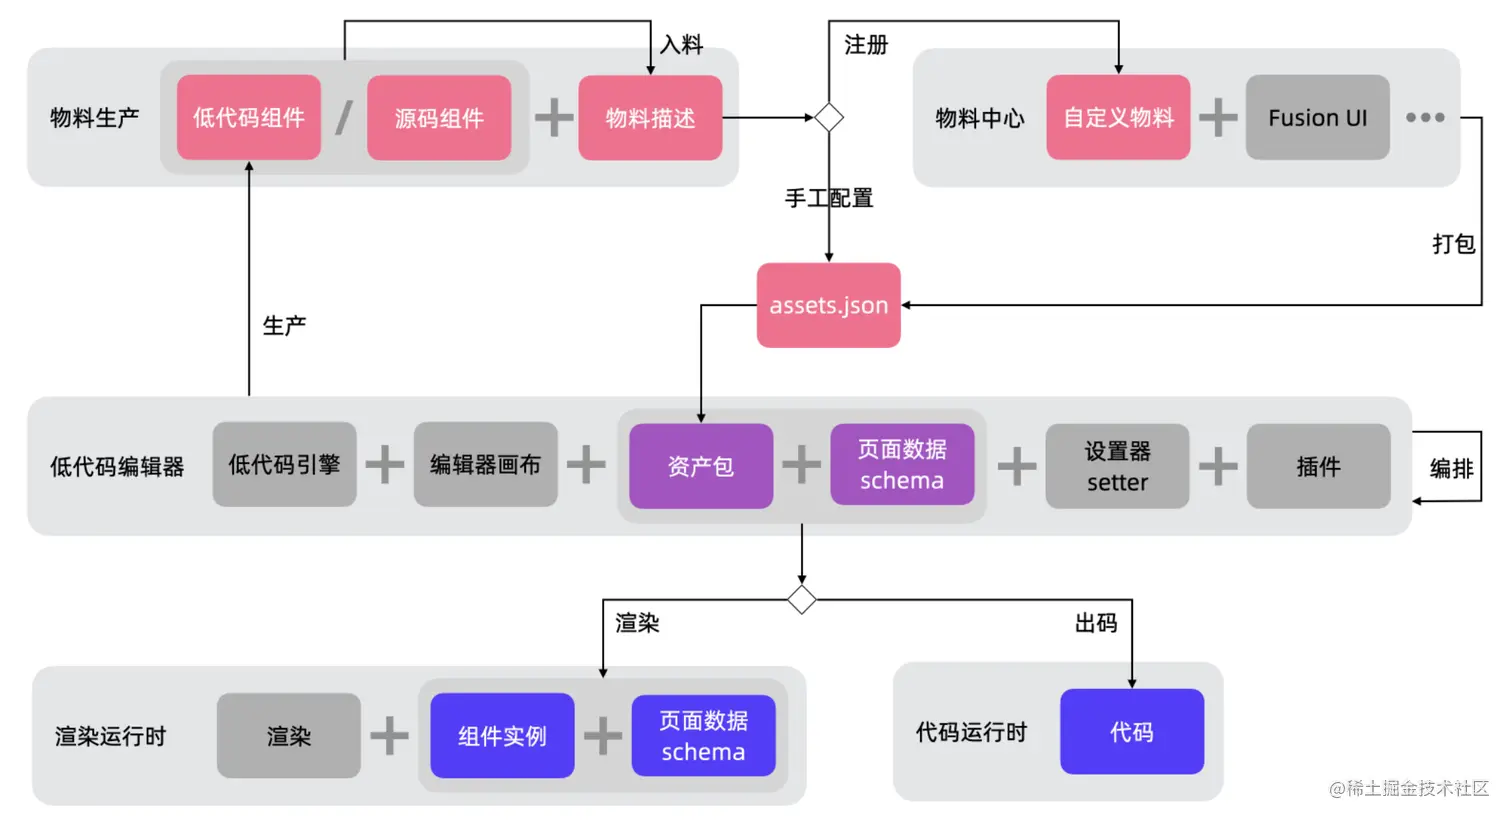 入料
注册
物料生产
低代码组件
/
源码组件
物料描述
物料中心
自定义物料
Fusion UI
手工配置
打包
assets.json
生产
低代码编辑器
低代码引擎
编辑器画布
资产包
页面数据
schema
设置器
setter
插件
编排
渲染
出码
渲染运行时
渲染
组件实例
页面数据
schema
代码运行时
代码
@稀土掘金技术社区